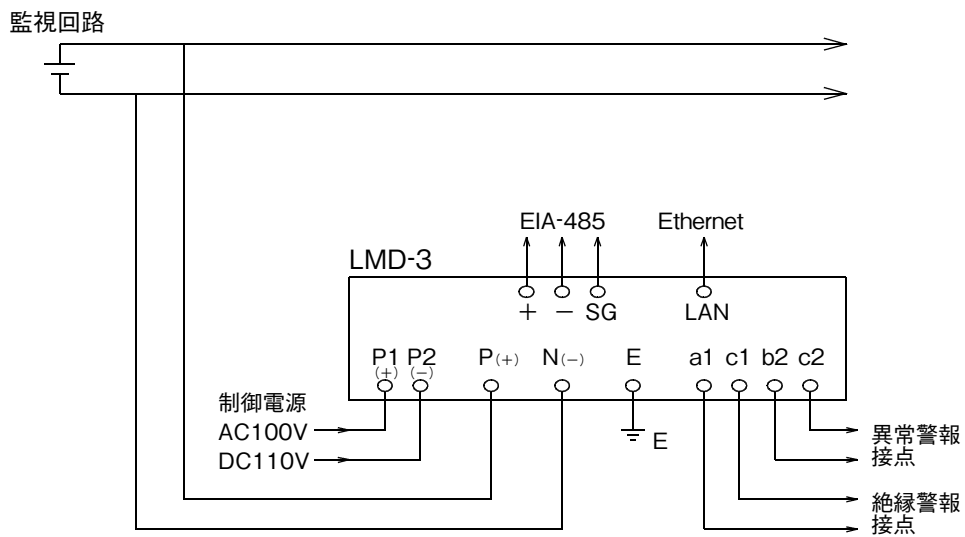 監視回路
EIA-485 Ethernet
LMD-3
+ − SG LAN
P1 P2 P(+) N(−) E a1 c1 b2 c2
(+) (−)
制御電源
AC100V
DC110V
E
異常警報
接点
絶縁警報
接点